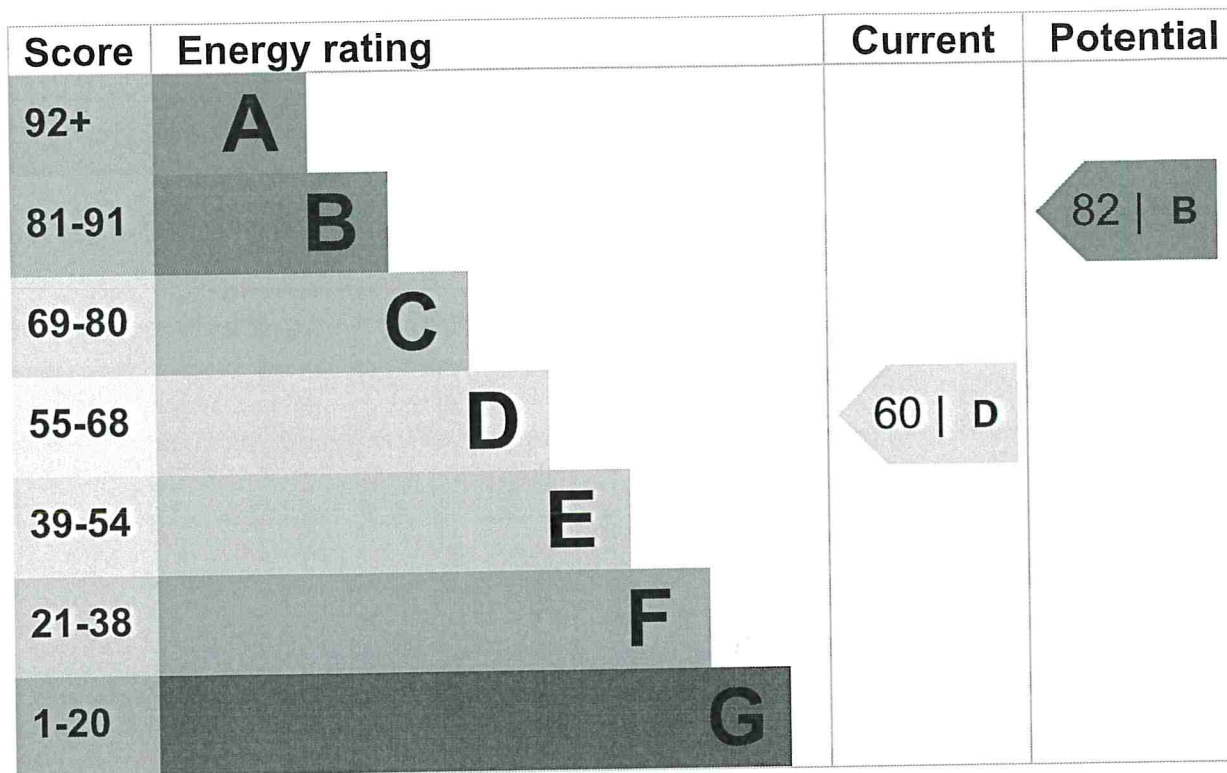 Score Energy rating Current Potential
92+ A
81-91 B 82 | B
69-80 C
55-68 D 60 | D
39-54 E
21-38 F
1-20 G